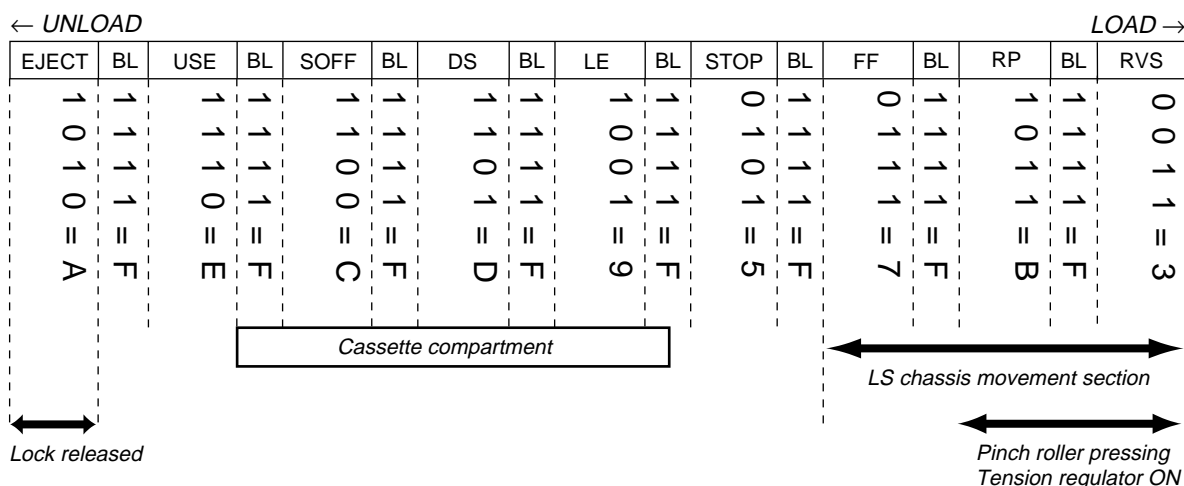 ← UNLOAD LOAD →
EJECT BL USE BL SOFF BL DS BL LE BL STOP BL FF BL RP BL RVS
1010=A
1111=F
1110=E
1111=F
1100=C
1111=F
1101=D
1111=F
1001=9
1111=F
0101=5
1111=F
0111=7
1111=F
1011=B
1111=F
0011=3
Cassette compartment
LS chassis movement section
Lock released
Pinch roller pressing
Tension regulator ON